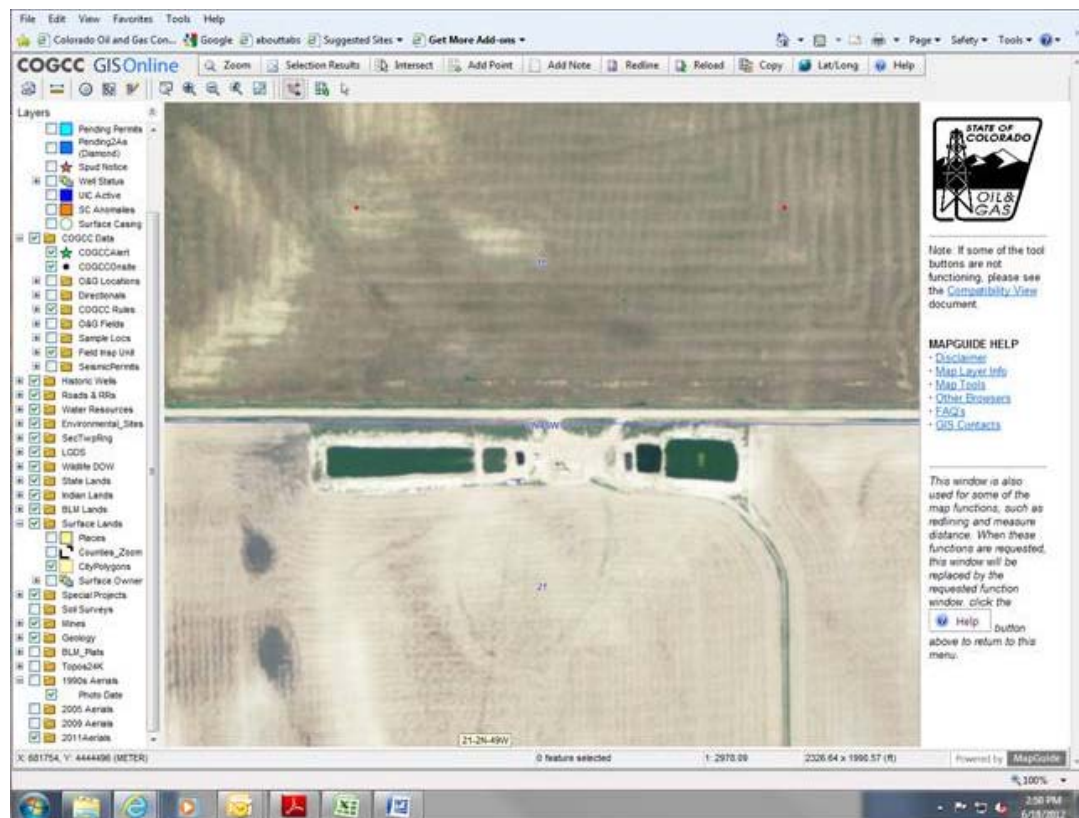 File Edit View Favorites Tools Help
Colorado Oil and Gas Con... Google abouttabs Suggested Sites Get More Add-ons
Page Safety Tools
COGCC GISOnline Zoom Selection Results Intersect Add Point Add Note Redline Reload Copy Lat/Long Help
Layers
Pending Permits
Pending2As
(Diamond)
Spud Notice
Well Status
UIC Active
SC Anomalies
Surface Casing
COGCC Data
COGCCAlert
COGCCOnsite
O&G Locations
Directionals
COGCC Rules
O&G Fields
Sample Locs
Field Insp Unit
SeismicPermits
Historic Wells
Roads & RRs
Water Resources
Environmental_Sites
SecTwpRng
LGDS
Wildlife DOW
State Lands
Indian Lands
BLM Lands
Surface Lands
Places
Counties_Zoom
CityPolygons
Surface Owner
Special Projects
Soil Surveys
Mines
Geology
BLM_Plats
Topos24K
1990s Aerials
Photo Date
2005 Aerials
2009 Aerials
2011Aerials
21
21-2N-49W
STATE OF
COLORADO
OIL &
GAS
Note: If some of the tool
buttons are not
functioning, please see
the Compatibility View
document.
MAPGUIDE HELP
· Disclaimer
· Map Layer Info
· Map Tools
· Other Browsers
· FAQ's
· GIS Contacts
This window is also
used for some of the
map functions, such as
redlining and measure
distance. When these
functions are requested,
this window will be
replaced by the
requested function
window. click the
Help button
above to return to this
menu.
X: 681754, Y: 4444496 (METER) 0 feature selected 1: 2978.09 2326.64 x 1990.57 (ft) Powered by MapGuide
100%
2:50 PM
6/18/2012